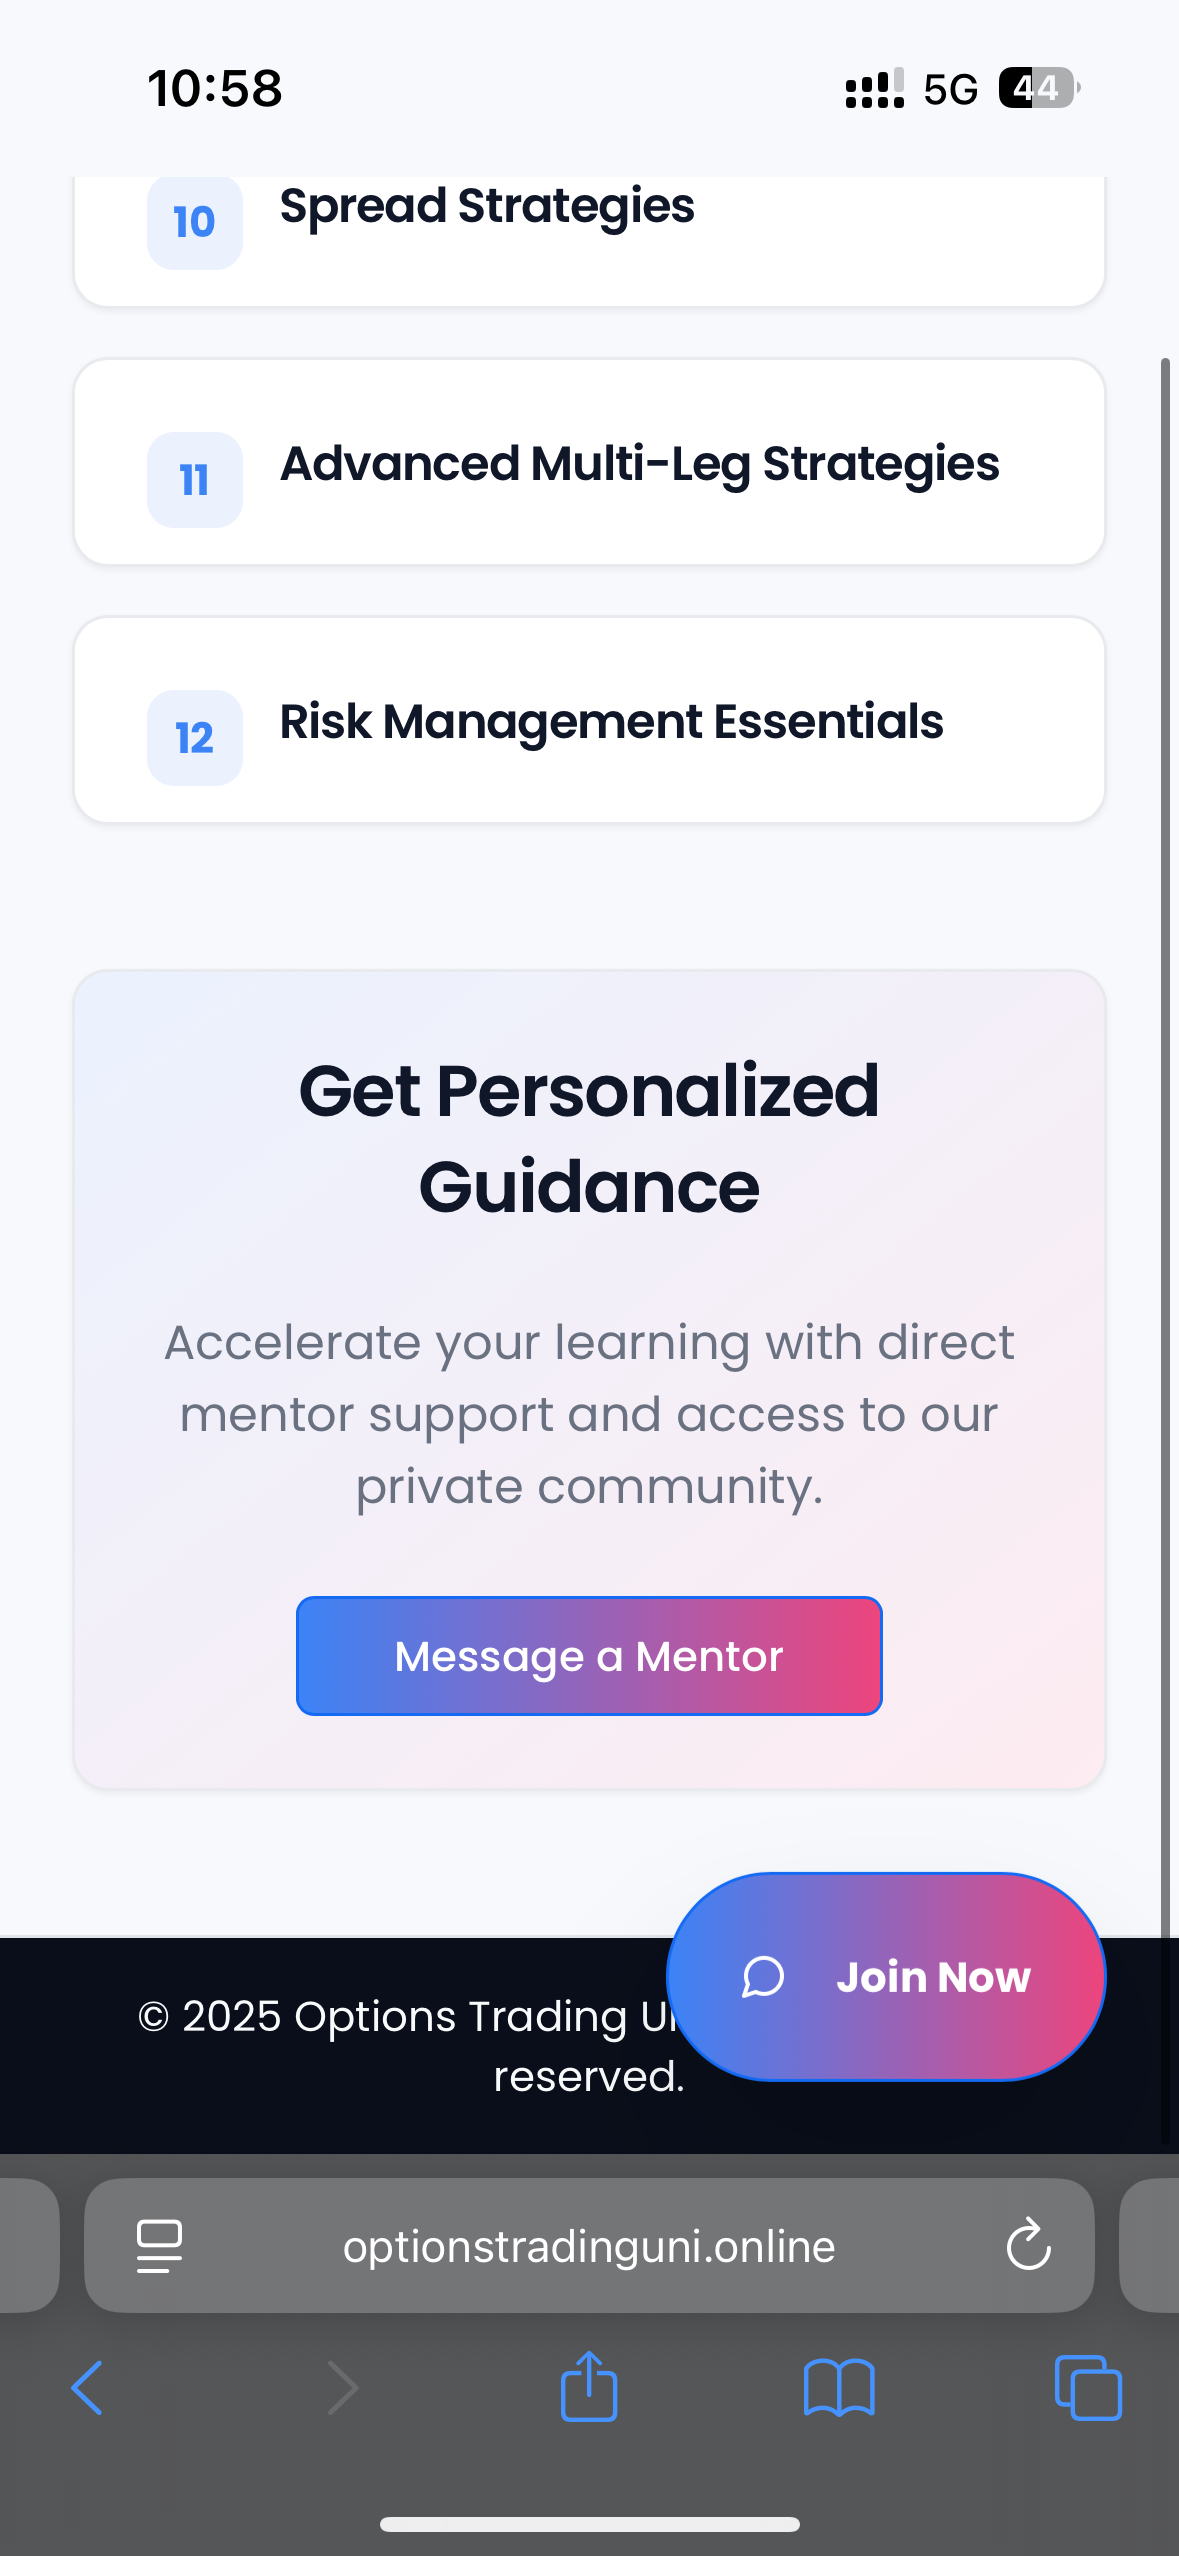 10:58
5G
44
10
Spread Strategies
11
Advanced Multi-Leg Strategies
12
Risk Management Essentials
Get Personalized
Guidance
Accelerate your learning with direct
mentor support and access to our
private community.
Message a Mentor
Join Now
© 2025 Options Trading
reserved.
optionstradinguni.online